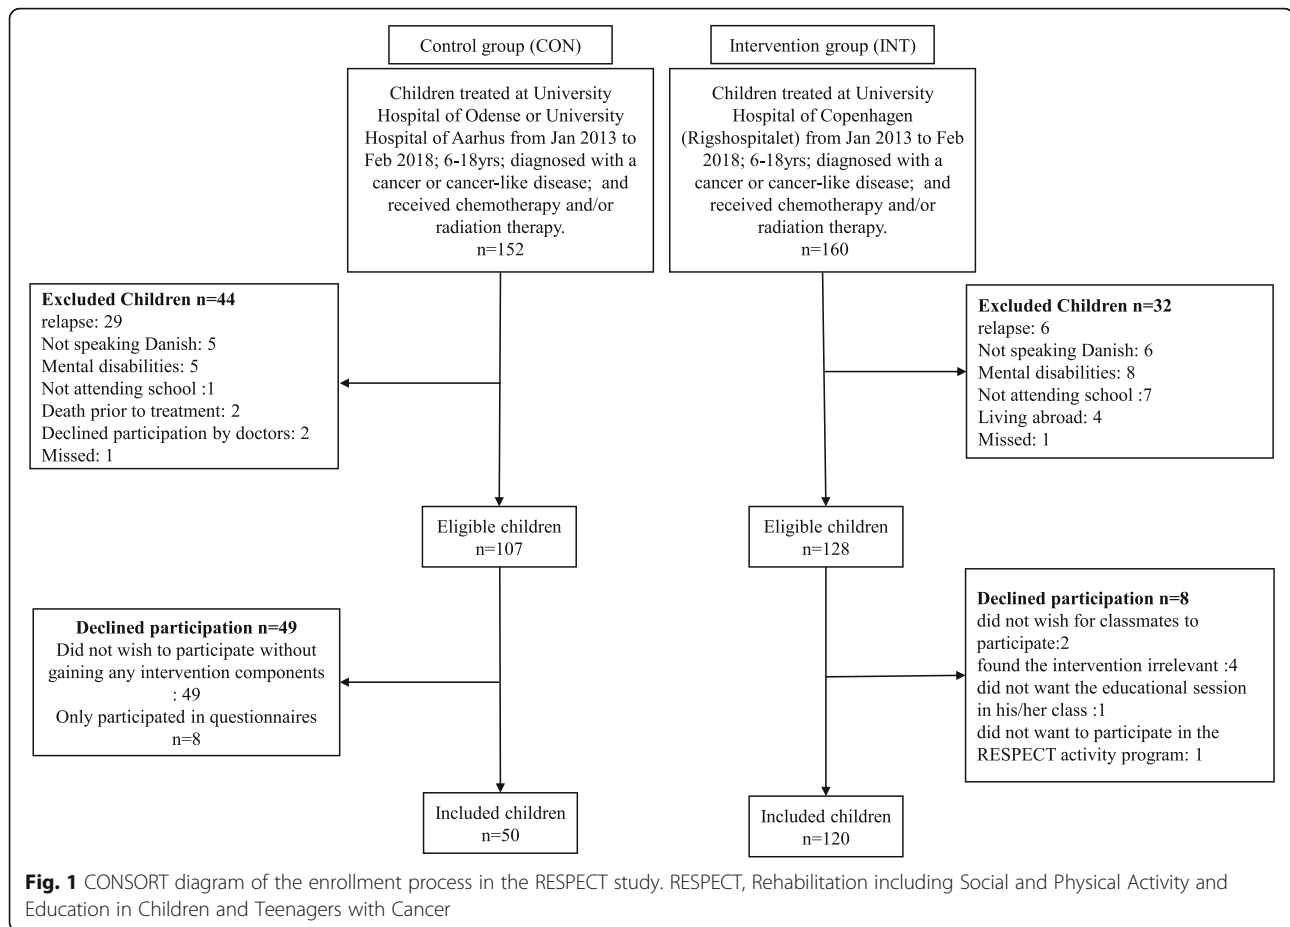 Control group (CON)
Intervention group (INT)
Children treated at University
Hospital of Odense or University
Hospital of Aarhus from Jan 2013 to
Feb 2018; 6-18yrs; diagnosed with a
cancer or cancer-like disease; and
received chemotherapy and/or
radiation therapy.
n=152
Children treated at University
Hospital of Copenhagen
(Rigshospitalet) from Jan 2013 to Feb
2018; 6-18yrs; diagnosed with a
cancer or cancer-like disease; and
received chemotherapy and/or
radiation therapy.
n=160
Excluded Children n=44
relapse: 29
Not speaking Danish: 5
Mental disabilities: 5
Not attending school :1
Death prior to treatment: 2
Declined participation by doctors: 2
Missed: 1
Excluded Children n=32
relapse: 6
Not speaking Danish: 6
Mental disabilities: 8
Not attending school :7
Living abroad: 4
Missed: 1
Eligible children
n=107
Eligible children
n=128
Declined participation n=49
Did not wish to participate without
gaining any intervention components
: 49
Only participated in questionnaires
n=8
Declined participation n=8
did not wish for classmates to
participate:2
found the intervention irrelevant :4
did not want the educational session
in his/her class :1
did not want to participate in the
RESPECT activity program: 1
Included children
n=50
Included children
n=120
Fig. 1 CONSORT diagram of the enrollment process in the RESPECT study. RESPECT, Rehabilitation including Social and Physical Activity and
Education in Children and Teenagers with Cancer